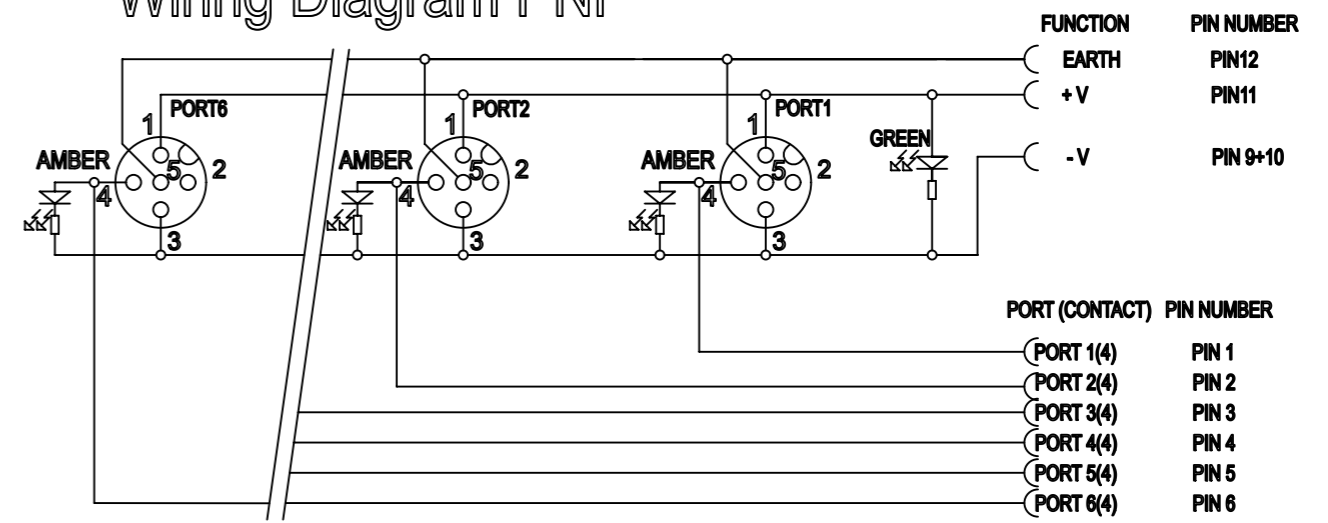 Wiring Diagram PNP
FUNCTION PIN NUMBER
EARTH PIN12
+ V PIN11
- V PIN 9+10
PORT6
1
2
3
4
5
AMBER
PORT2
1
2
3
4
5
AMBER
PORT1
1
2
3
4
5
AMBER
GREEN
PORT (CONTACT) PIN NUMBER
PORT 1(4) PIN 1
PORT 2(4) PIN 2
PORT 3(4) PIN 3
PORT 4(4) PIN 4
PORT 5(4) PIN 5
PORT 6(4) PIN 6